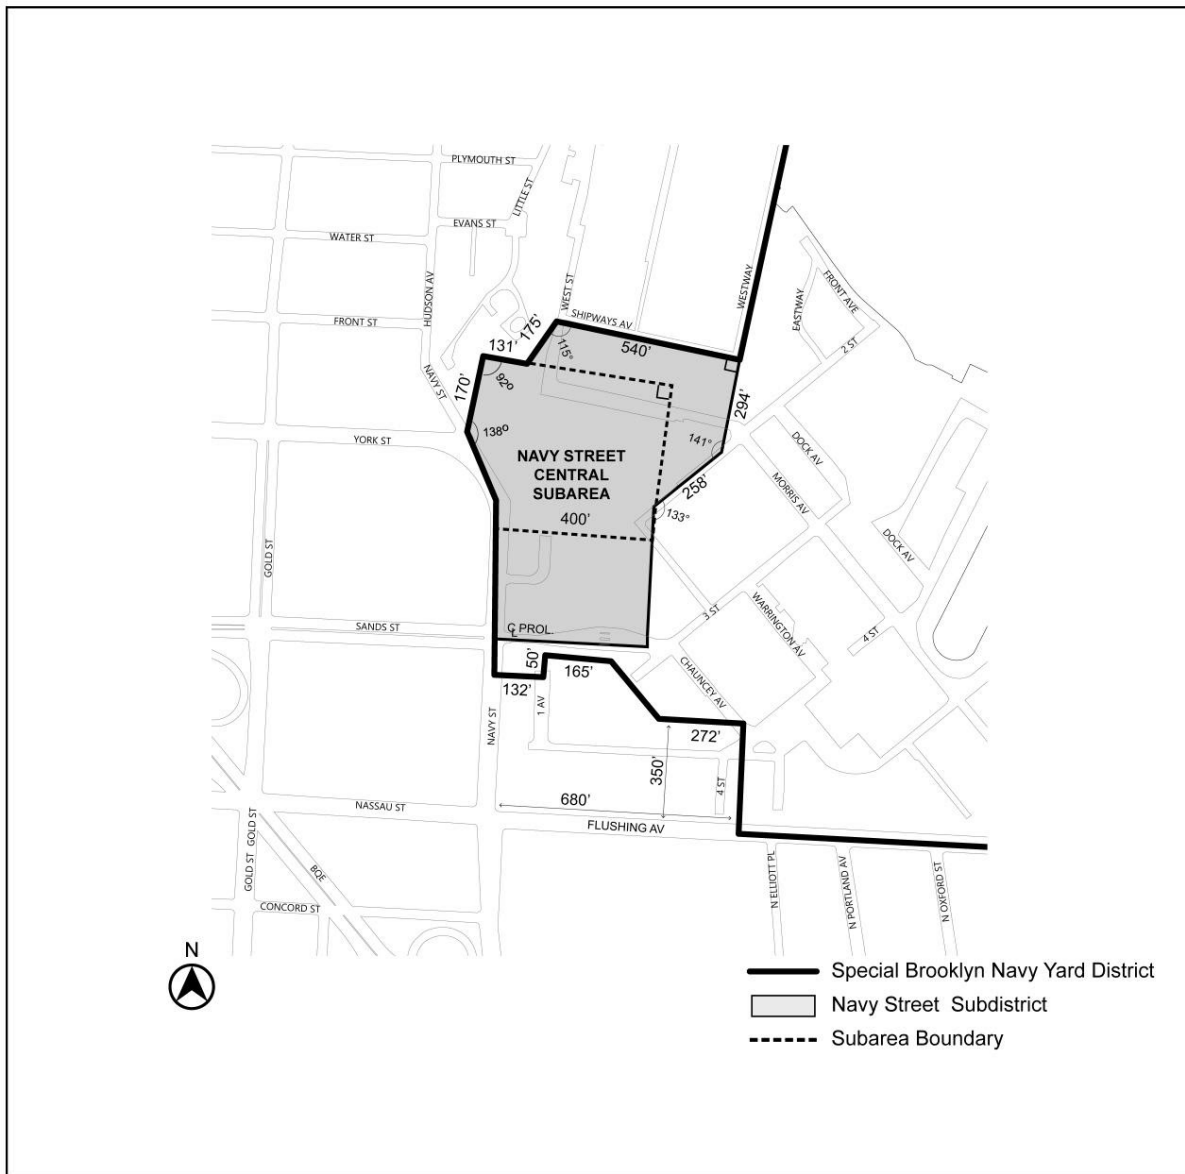 PLYMOUTH ST
LITTLE ST
EVANS ST
WATER ST
HUDSON AV
WEST ST
WESTWAY
FRONT AVE
EASTWAY
SHIPWAYS AV
FRONT ST
2 ST
175'
131'
115°
540'
92º
170'
NAVY ST
294'
138º
YORK ST
141°
DOCK AV
NAVY STREET
CENTRAL
SUBAREA
258'
MORRIS AV
400'
133°
DOCK AV
GOLD ST
WARRINGTON AV
3 ST
SANDS ST
℄ PROL.
4 ST
50'
165'
CHAUNCEY AV
132'
1 AV
NAVY ST
272'
350'
4 ST
680'
NASSAU ST
FLUSHING AV
GOLD ST
GOLD ST
BQE
N ELLIOTT PL
N PORTLAND AV
N OXFORD ST
CONCORD ST
N
Special Brooklyn Navy Yard District
Navy Street Subdistrict
Subarea Boundary